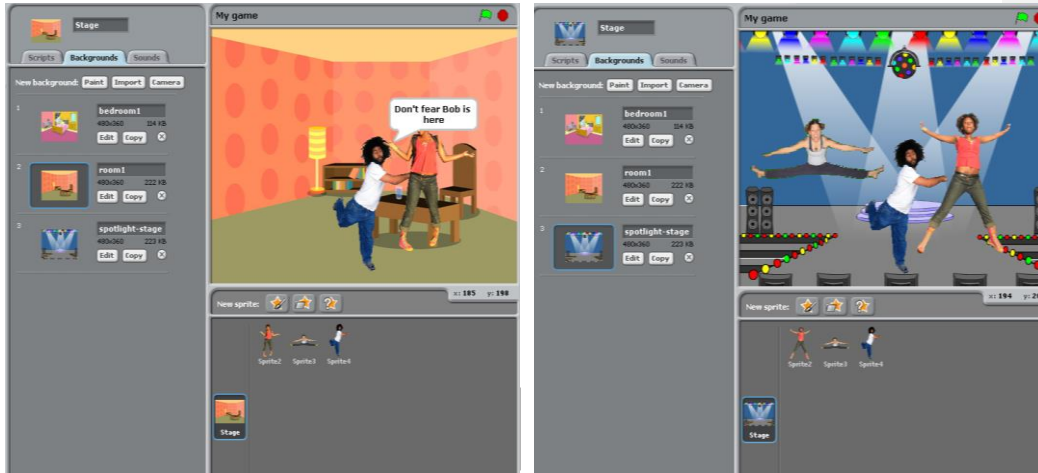 Stage
My game
Scripts Backgrounds Sounds
New background: Paint Import Camera
1
bedroom1
480x360 114 KB
Edit Copy
2
room1
480x360 222 KB
Edit Copy
3
spotlight-stage
480x360 223 KB
Edit Copy
Don't fear Bob is
here
x: 185 y: 198
New sprite:
Sprite2 Sprite3 Sprite4
Stage
Stage
My game
Scripts Backgrounds Sounds
New background: Paint Import Camera
1
bedroom1
480x360 114 KB
Edit Copy
2
room1
480x360 222 KB
Edit Copy
3
spotlight-stage
480x360 223 KB
Edit Copy
x: 194 y:
New sprite:
Sprite2 Sprite3 Sprite4
Stage